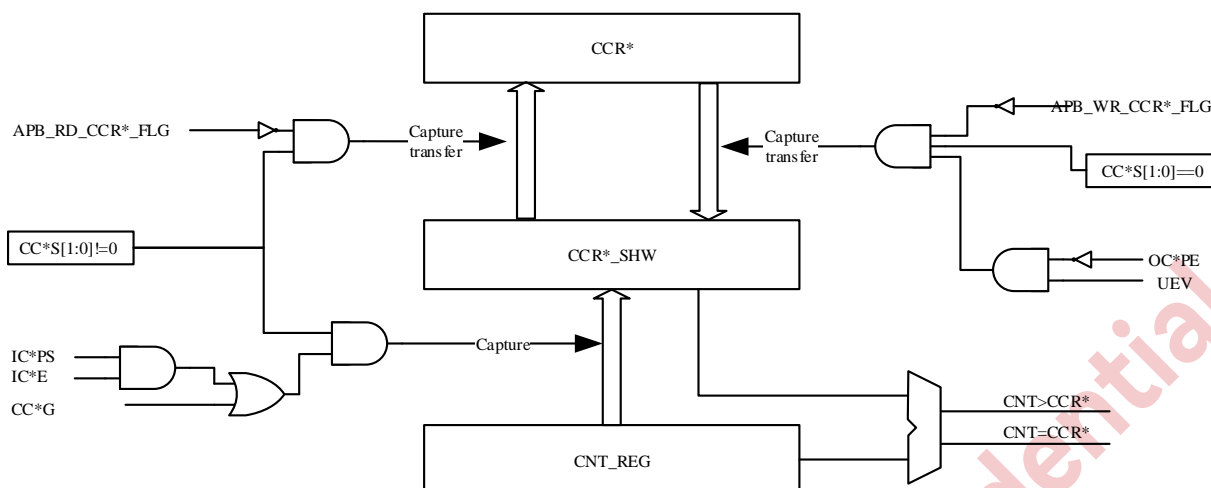 CCR*
APB_RD_CCR*_FLG
Capture
transfer
Capture
transfer
APB_WR_CCR*_FLG
CC*S[1:0]==0
CC*S[1:0]!=0
CCR*_SHW
OC*PE
UEV
IC*PS
IC*E
CC*G
Capture
CNT>CCR*
CNT=CCR*
CNT_REG
dential